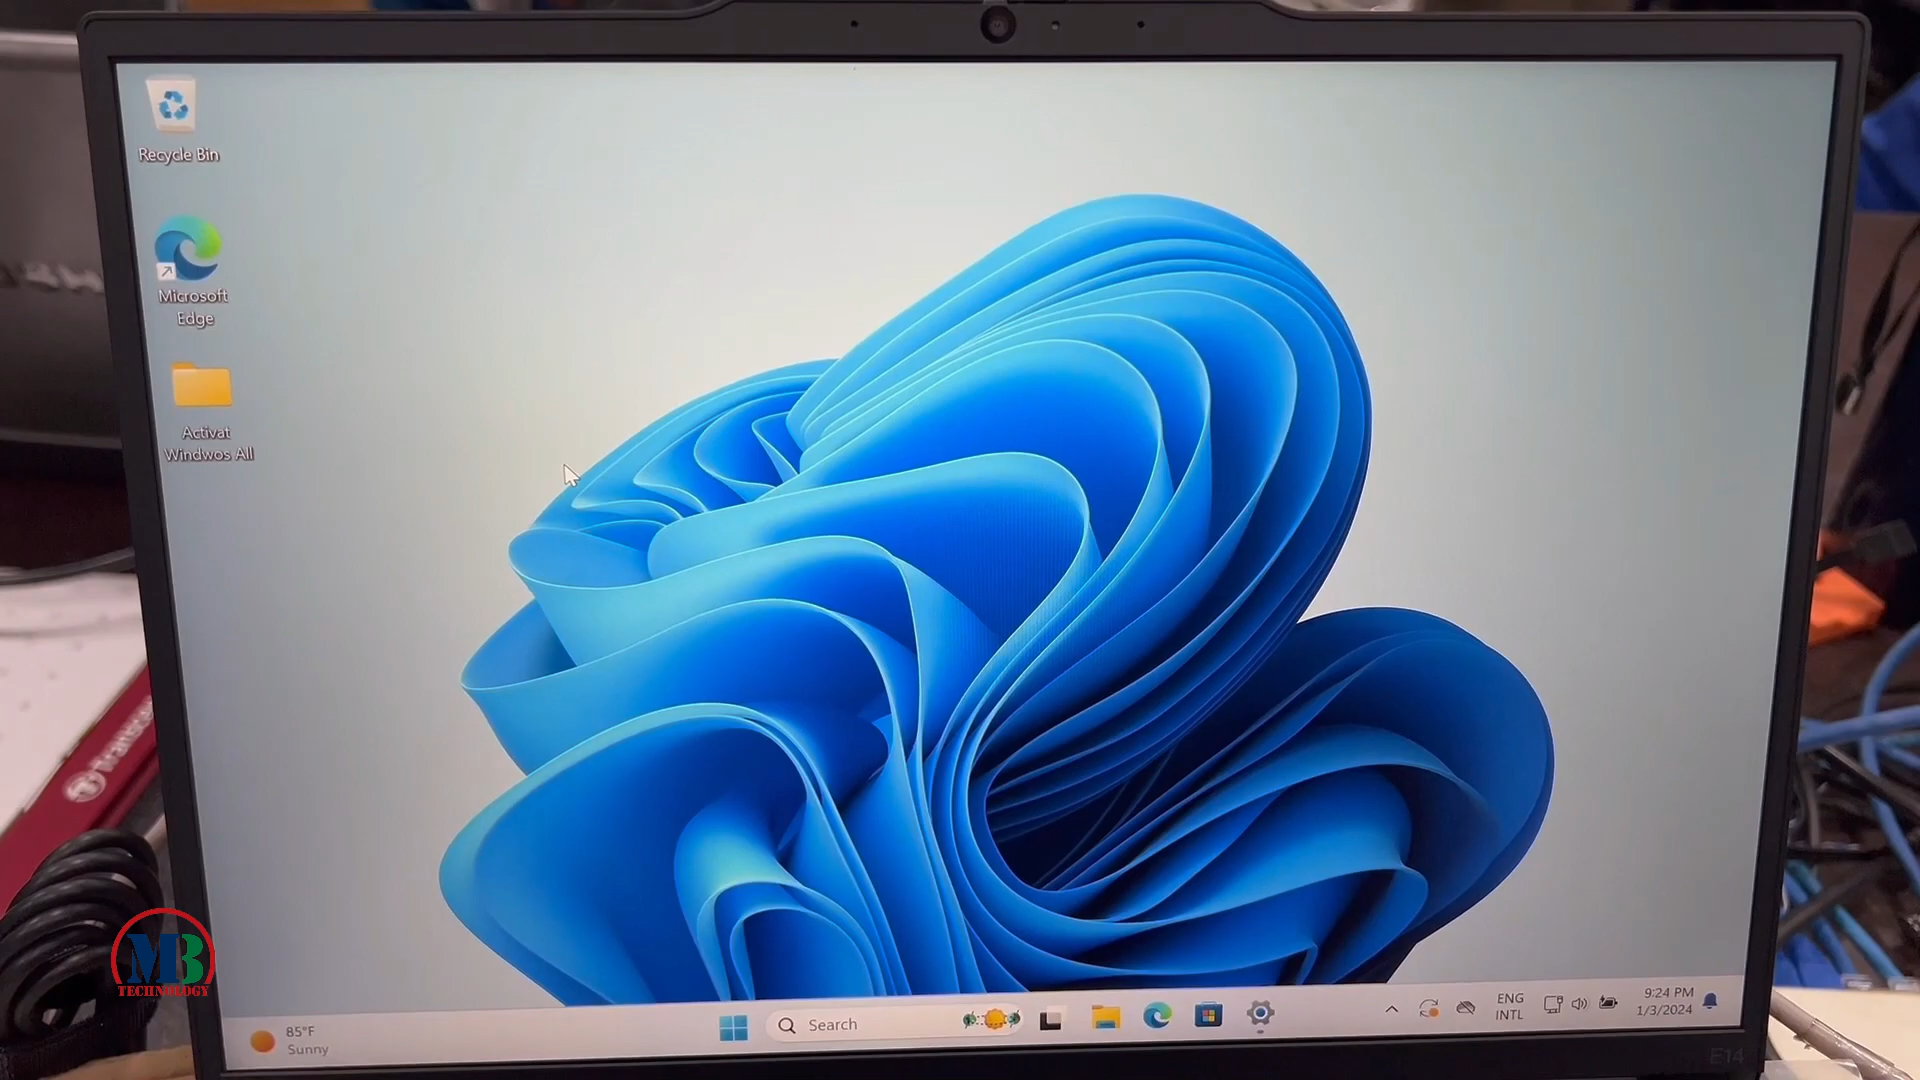 Recycle Bin
Microsoft
Edge
Activat
Windwos All
MB
TECHNOLOGY
85°F
Sunny
Search
ENG
INTL
9:24 PM
1/3/2024
E14